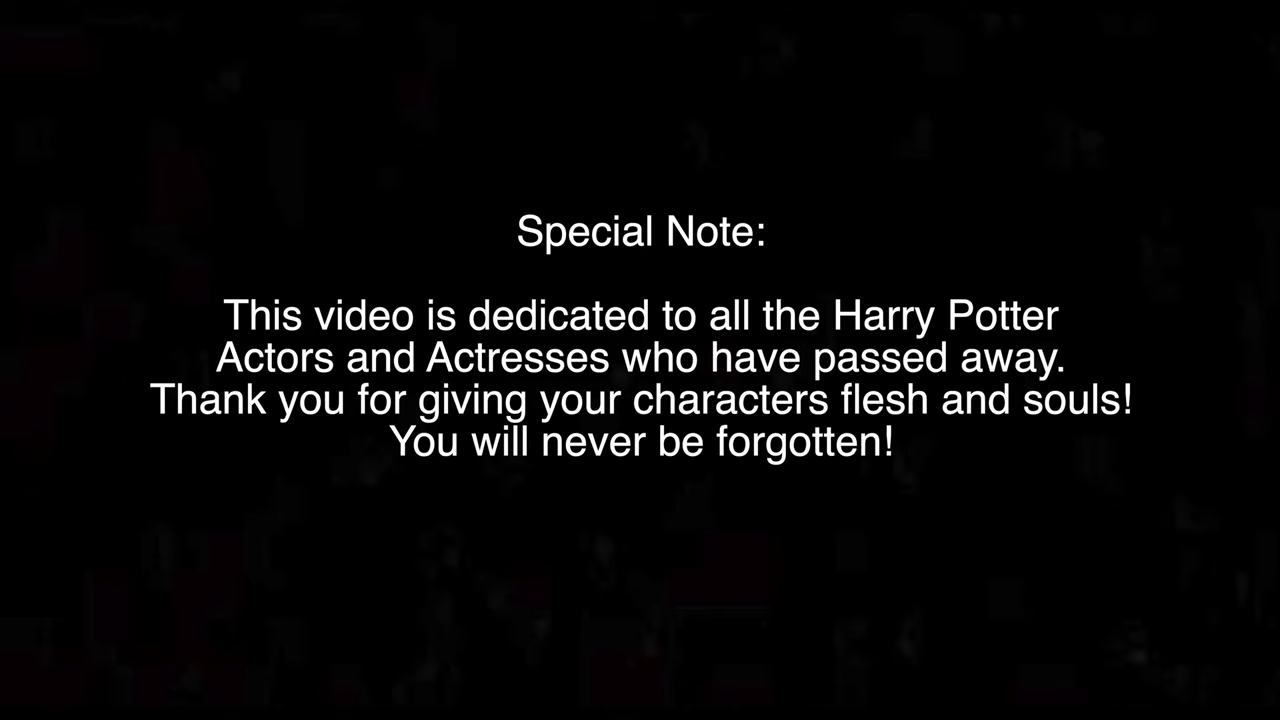 Special Note:
This video is dedicated to all the Harry Potter
Actors and Actresses who have passed away.
Thank you for giving your characters flesh and souls!
You will never be forgotten!